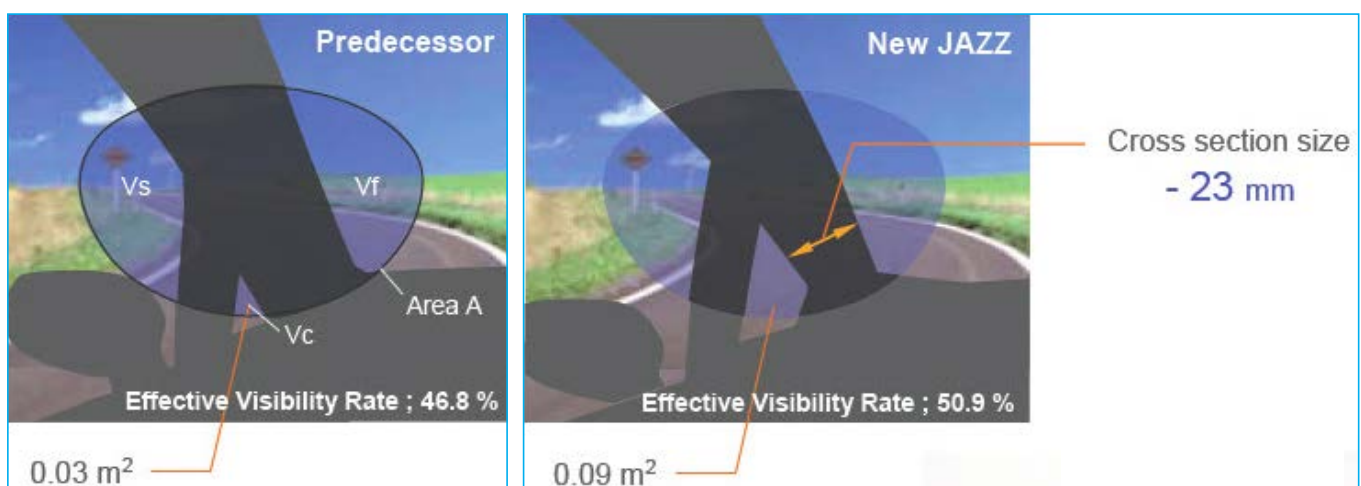 Predecessor
Vs
Vf
Area A
Vc
Effective Visibility Rate ; 46.8 %
0.03 m²
New JAZZ
Cross section size
- 23 mm
Effective Visibility Rate ; 50.9 %
0.09 m²